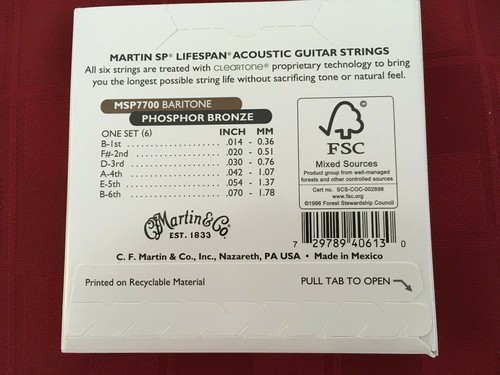 MARTIN SP® LIFESPAN® ACOUSTIC GUITAR STRINGS
All six strings are treated with CLEARTONE® proprietary technology to bring
you the longest possible string life without sacrificing tone or natural feel.
MSP7700 BARITONE
PHOSPHOR BRONZE
ONE SET (6) INCH MM
B-1st .014 - 0.36
F#-2nd .020 - 0.51
D-3rd .030 - 0.76
A-4th .042 - 1.07
E-5th .054 - 1.37
B-6th .070 - 1.78
©
FSC
Mixed Sources
Product group from well-managed
forests and other controlled sources
Cert no. SCS-COC-002898
www.fsc.org
©1996 Forest Stewardship Council
Martin & Co.
EST. 1833
7 29789 40613 0
C. F. Martin & Co., Inc., Nazareth, PA USA • Made in Mexico
Printed on Recyclable Material
PULL TAB TO OPEN